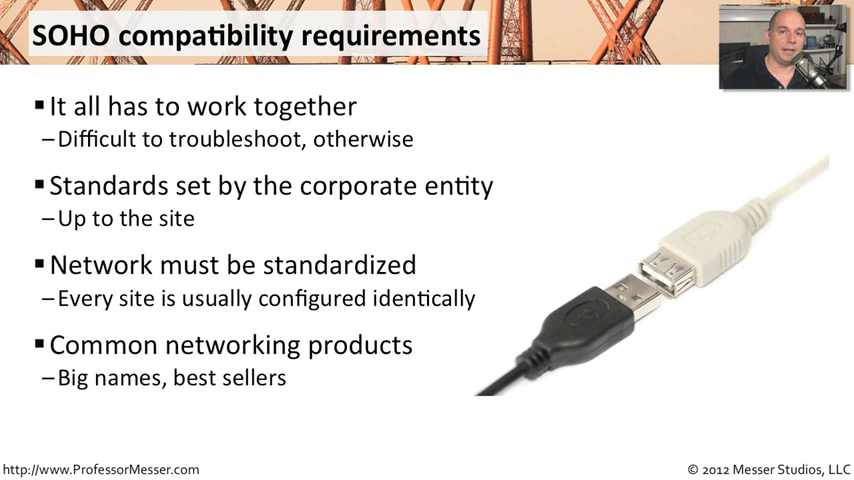 SOHO compatibility requirements
▪It all has to work together
–Difficult to troubleshoot, otherwise
▪Standards set by the corporate entity
–Up to the site
▪Network must be standardized
–Every site is usually configured identically
▪Common networking products
–Big names, best sellers
http://www.ProfessorMesser.com
© 2012 Messer Studios, LLC